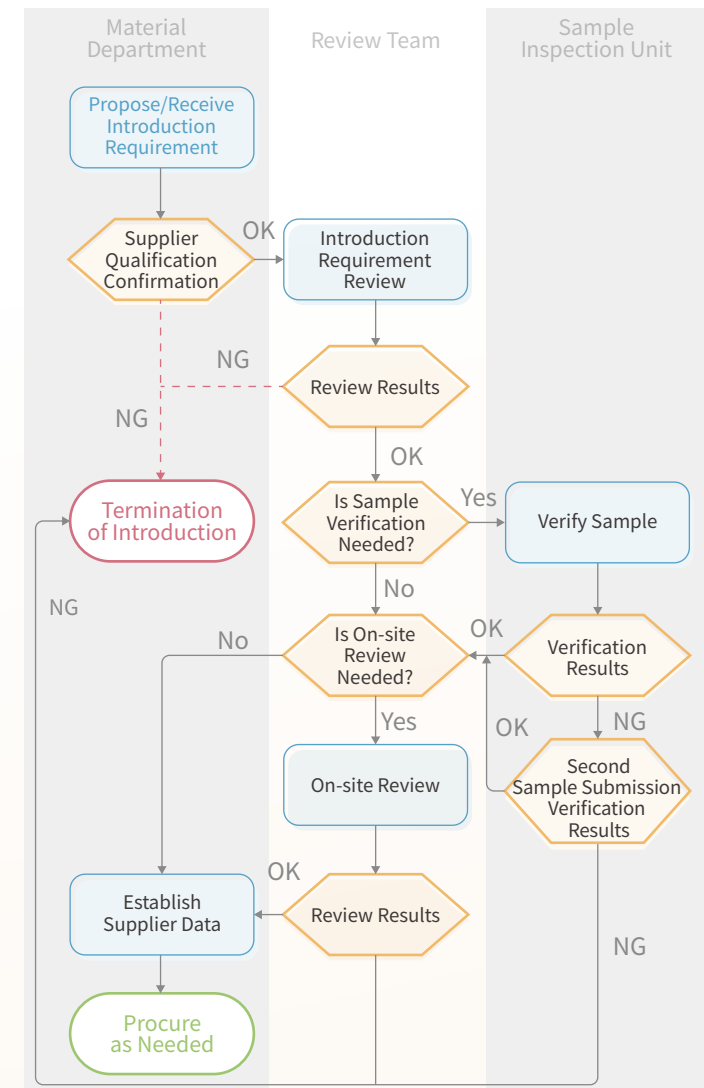 Material
Department
Review Team
Sample
Inspection Unit
Propose/Receive
Introduction
Requirement
Supplier
Qualification
Confirmation
OK
Introduction
Requirement
Review
NG
Review Results
NG
OK
Termination
of Introduction
Is Sample
Verification
Needed?
Yes
Verify Sample
No
NG
No
Is On-site
Review
Needed?
OK
Verification
Results
Yes
OK
NG
On-site Review
Second
Sample Submission
Verification
Results
OK
Establish
Supplier Data
Review Results
NG
Procure
as Needed